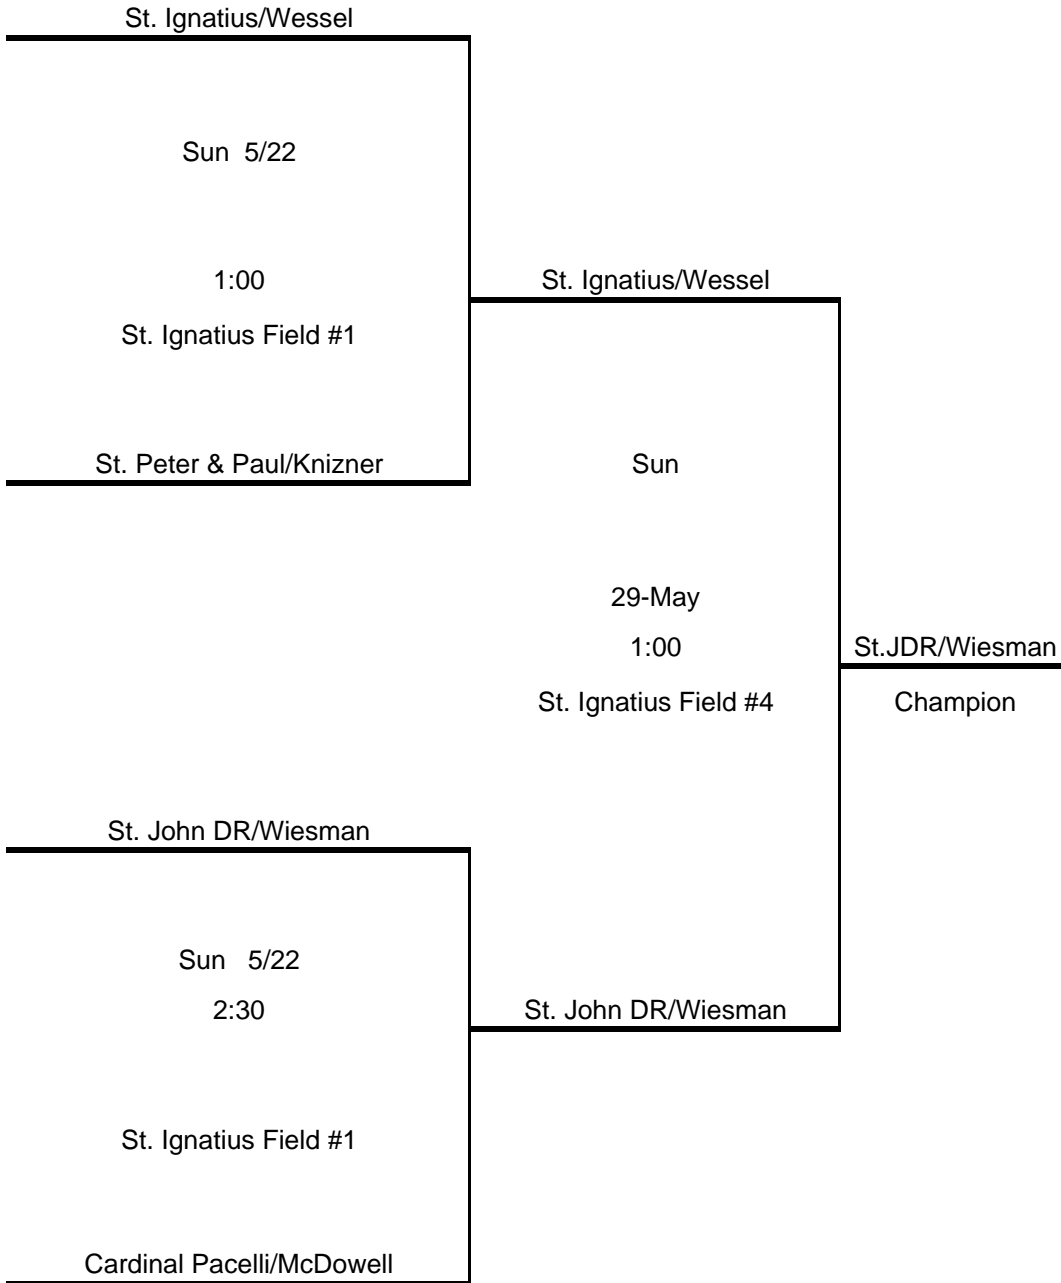 St. Ignatius/Wessel
Sun 5/22
1:00
St. Ignatius/Wessel
St. Ignatius Field #1
St. Peter & Paul/Knizner
Sun
29-May
1:00
St.JDR/Wiesman
St. Ignatius Field #4
Champion
St. John DR/Wiesman
Sun 5/22
2:30
St. John DR/Wiesman
St. Ignatius Field #1
Cardinal Pacelli/McDowell